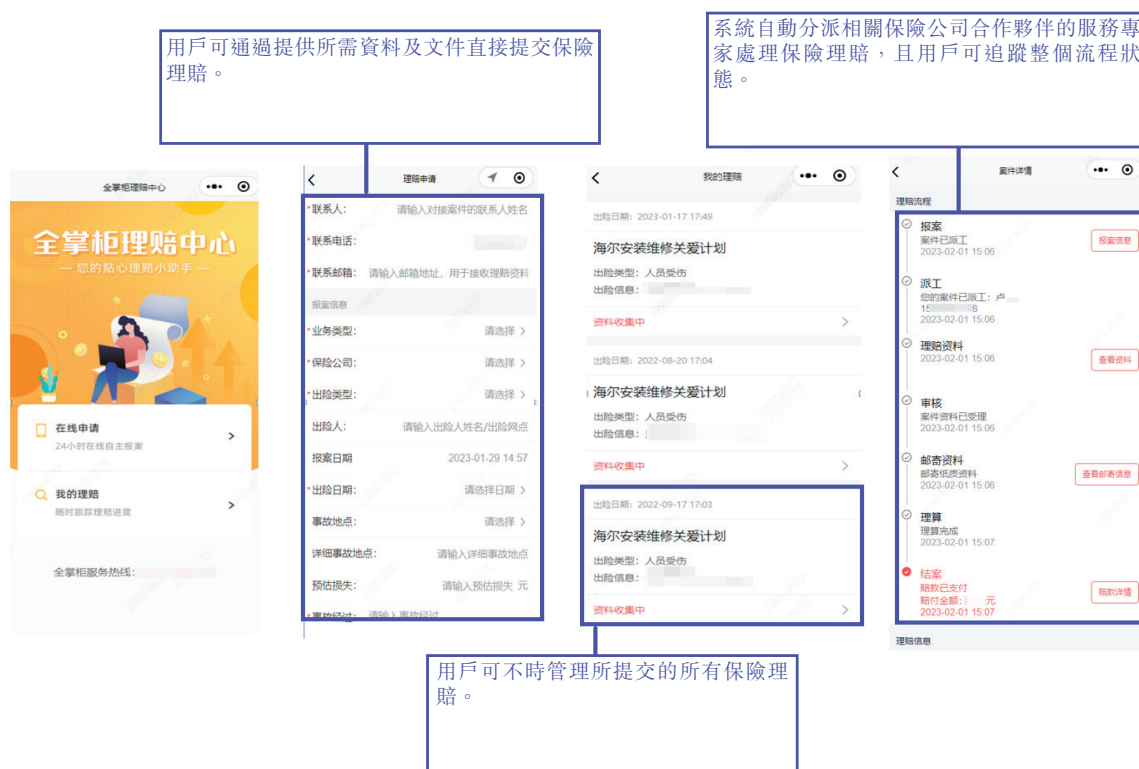 用戶可通過提供所需資料及文件直接提交保險
理賠。
系統自動分派相關保險公司合作夥伴的服務專
家處理保險理賠，且用戶可追蹤整個流程狀
態。
全掌柜理赔中心
全掌柜理赔中心
— 您的贴心理赔小助手 —
在线申请
24小时在线自主报案
我的理赔
随时跟踪理赔进度
全掌柜服务热线：
理赔申请
*联系人： 请输入对接案件的联系人姓名
*联系电话：
*联系邮箱： 请输入邮箱地址，用于接收理赔资料
报案信息
*业务类型： 请选择
*保险公司： 请选择
*出险类型： 请选择
出险人： 请输入出险人姓名/出险网点
报案日期 2023-01-29 14:57
*出险日期： 请选择日期
事故地点： 请选择
详细事故地点： 请输入详细事故地点
预估损失： 请输入预估损失 元
*事故经过： 请输入事故经过
我的理赔
出险日期：2023-01-17 17:49
海尔安装维修关爱计划
出险类型：人员受伤
出险信息：
资料收集中
出险日期：2022-08-20 17:04
海尔安装维修关爱计划
出险类型：人员受伤
出险信息：
资料收集中
出险日期：2022-09-17 17:03
海尔安装维修关爱计划
出险类型：人员受伤
出险信息：
资料收集中
案件详情
理赔流程
报案
案件已派工
2023-02-01 15:06
报案信息
派工
您的案件已派工：卢
15 8
2023-02-01 15:06
理赔资料
2023-02-01 15:06
查看资料
审核
案件资料已受理
2023-02-01 15:06
邮寄资料
邮寄纸质资料
2023-02-01 15:06
查看邮寄信息
理算
理算完成
2023-02-01 15:07
结案
赔款已支付
赔付金额： 元
2023-02-01 15:07
赔款详情
理赔信息
用戶可不時管理所提交的所有保險理
賠。